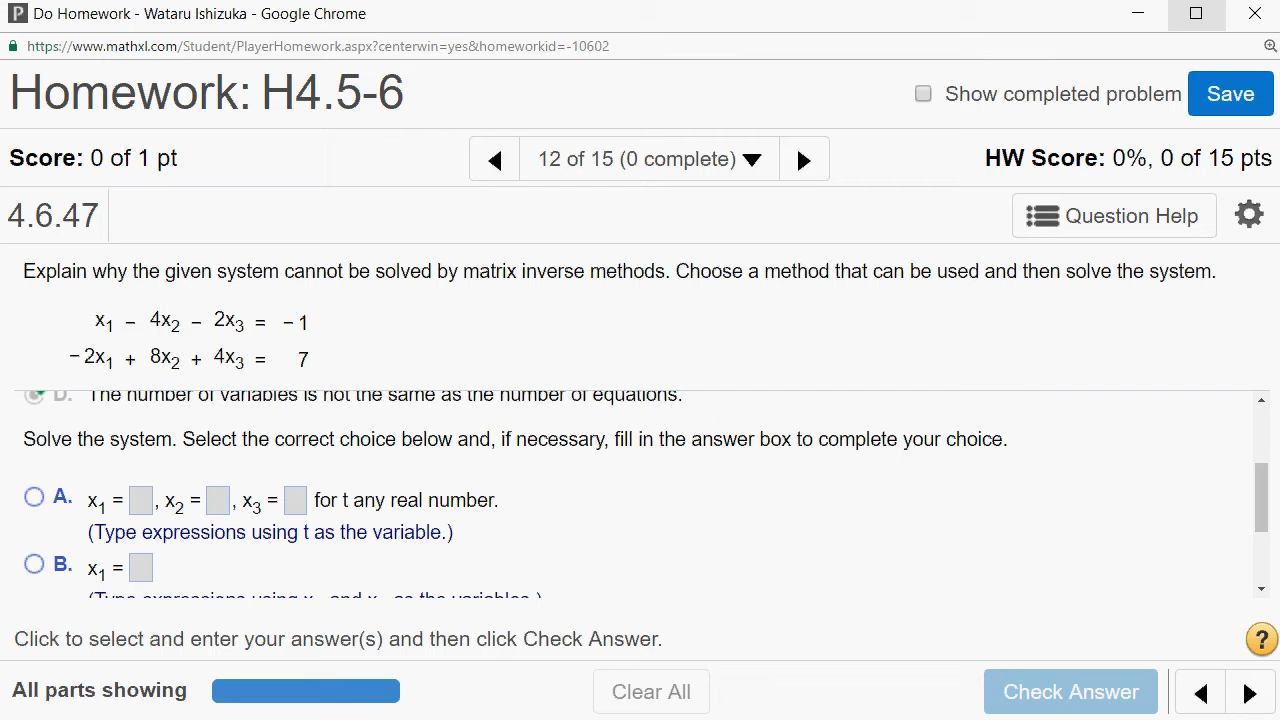 P Do Homework - Wataru Ishizuka - Google Chrome
https://www.mathxl.com/Student/PlayerHomework.aspx?centerwin=yes&homeworkid=-10602
Homework: H4.5-6
Show completed problem Save
Score: 0 of 1 pt
12 of 15 (0 complete)
HW Score: 0%, 0 of 15 pts
4.6.47
Question Help
Explain why the given system cannot be solved by matrix inverse methods. Choose a method that can be used and then solve the system.
x₁ − 4x₂ − 2x₃ = −1
−2x₁ + 8x₂ + 4x₃ = 7
D. The number of variables is not the same as the number of equations.
Solve the system. Select the correct choice below and, if necessary, fill in the answer box to complete your choice.
A. x₁ = , x₂ = , x₃ = for t any real number.
(Type expressions using t as the variable.)
B. x₁ =
(Type expressions using x and x as the variables.)
Click to select and enter your answer(s) and then click Check Answer.
?
All parts showing
Clear All
Check Answer